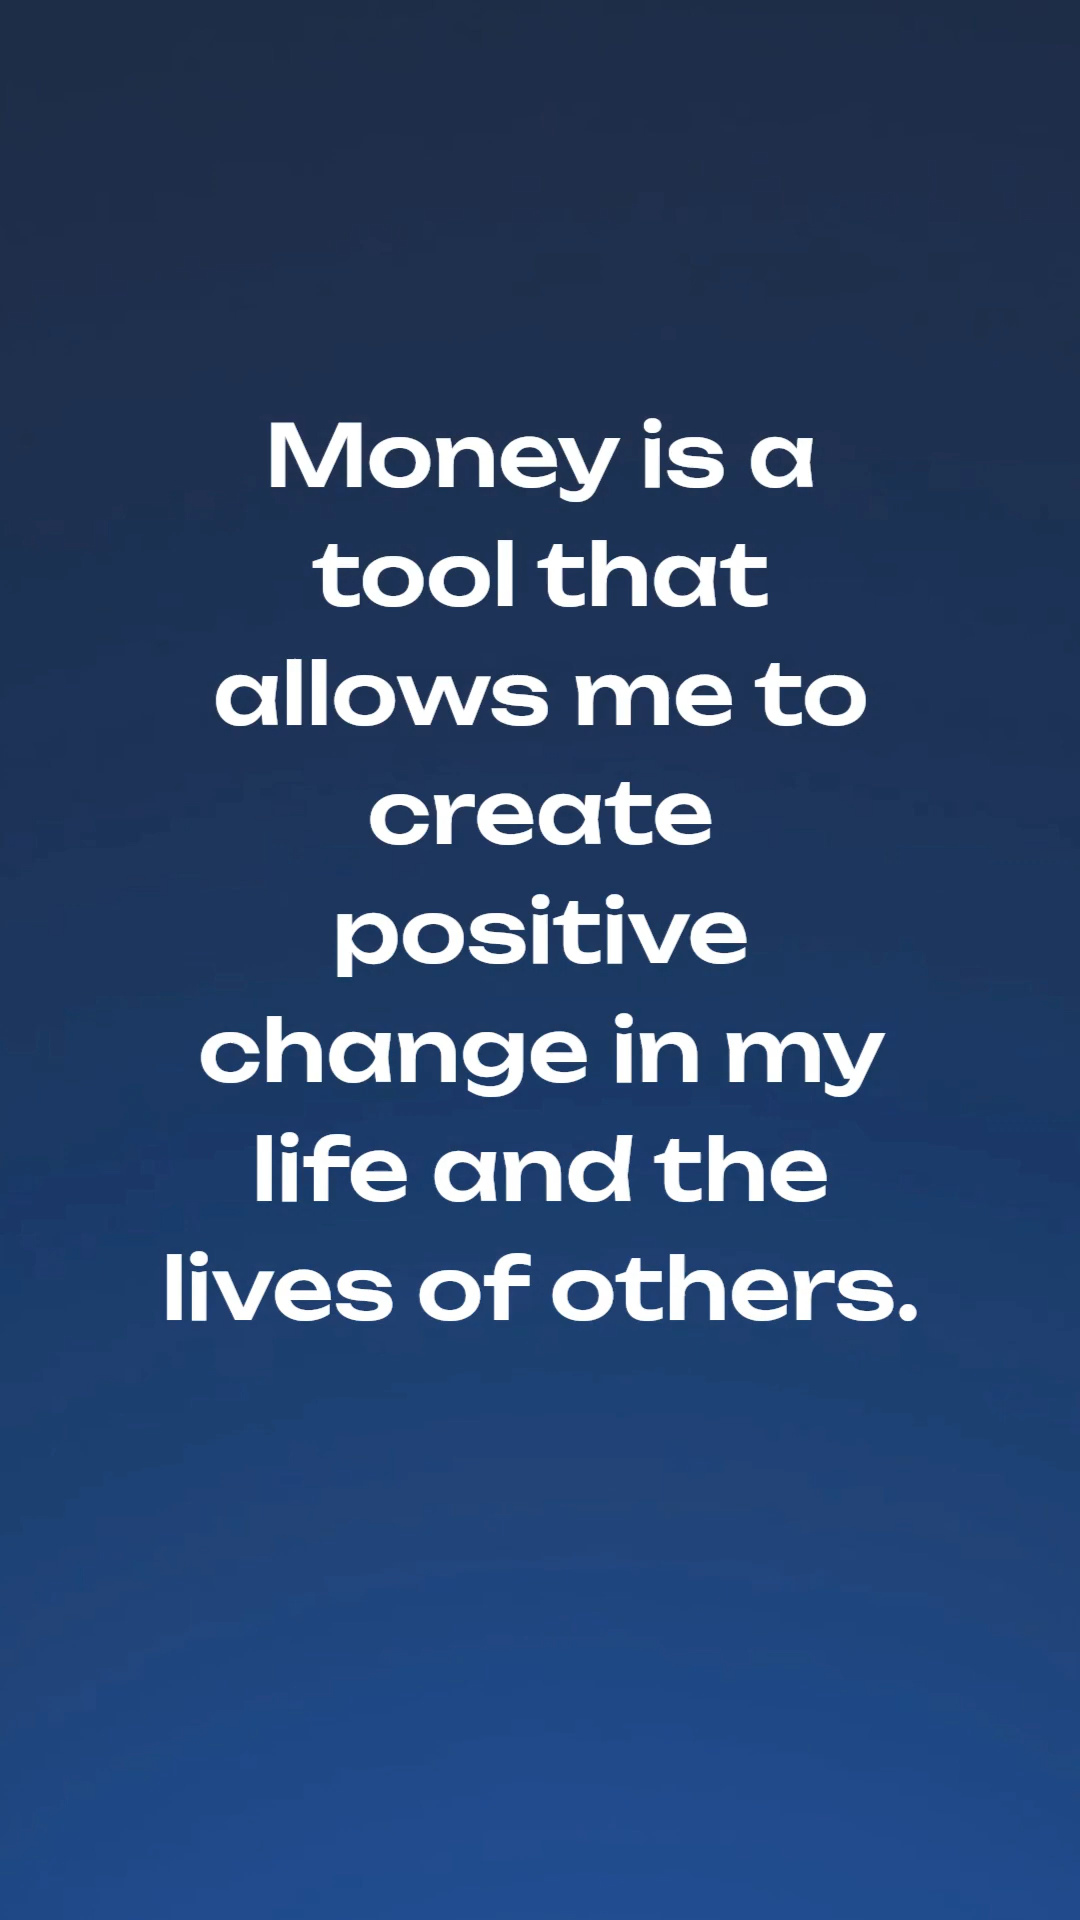 Money is a
tool that
allows me to
create
positive
change in my
life and the
lives of others.